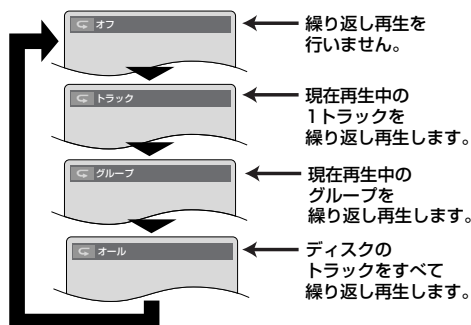 オフ
繰り返し再生を
行いません。
トラック
現在再生中の
1トラックを
繰り返し再生します。
グループ
現在再生中の
グループを
繰り返し再生します。
オール
ディスクの
トラックをすべて
繰り返し再生します。